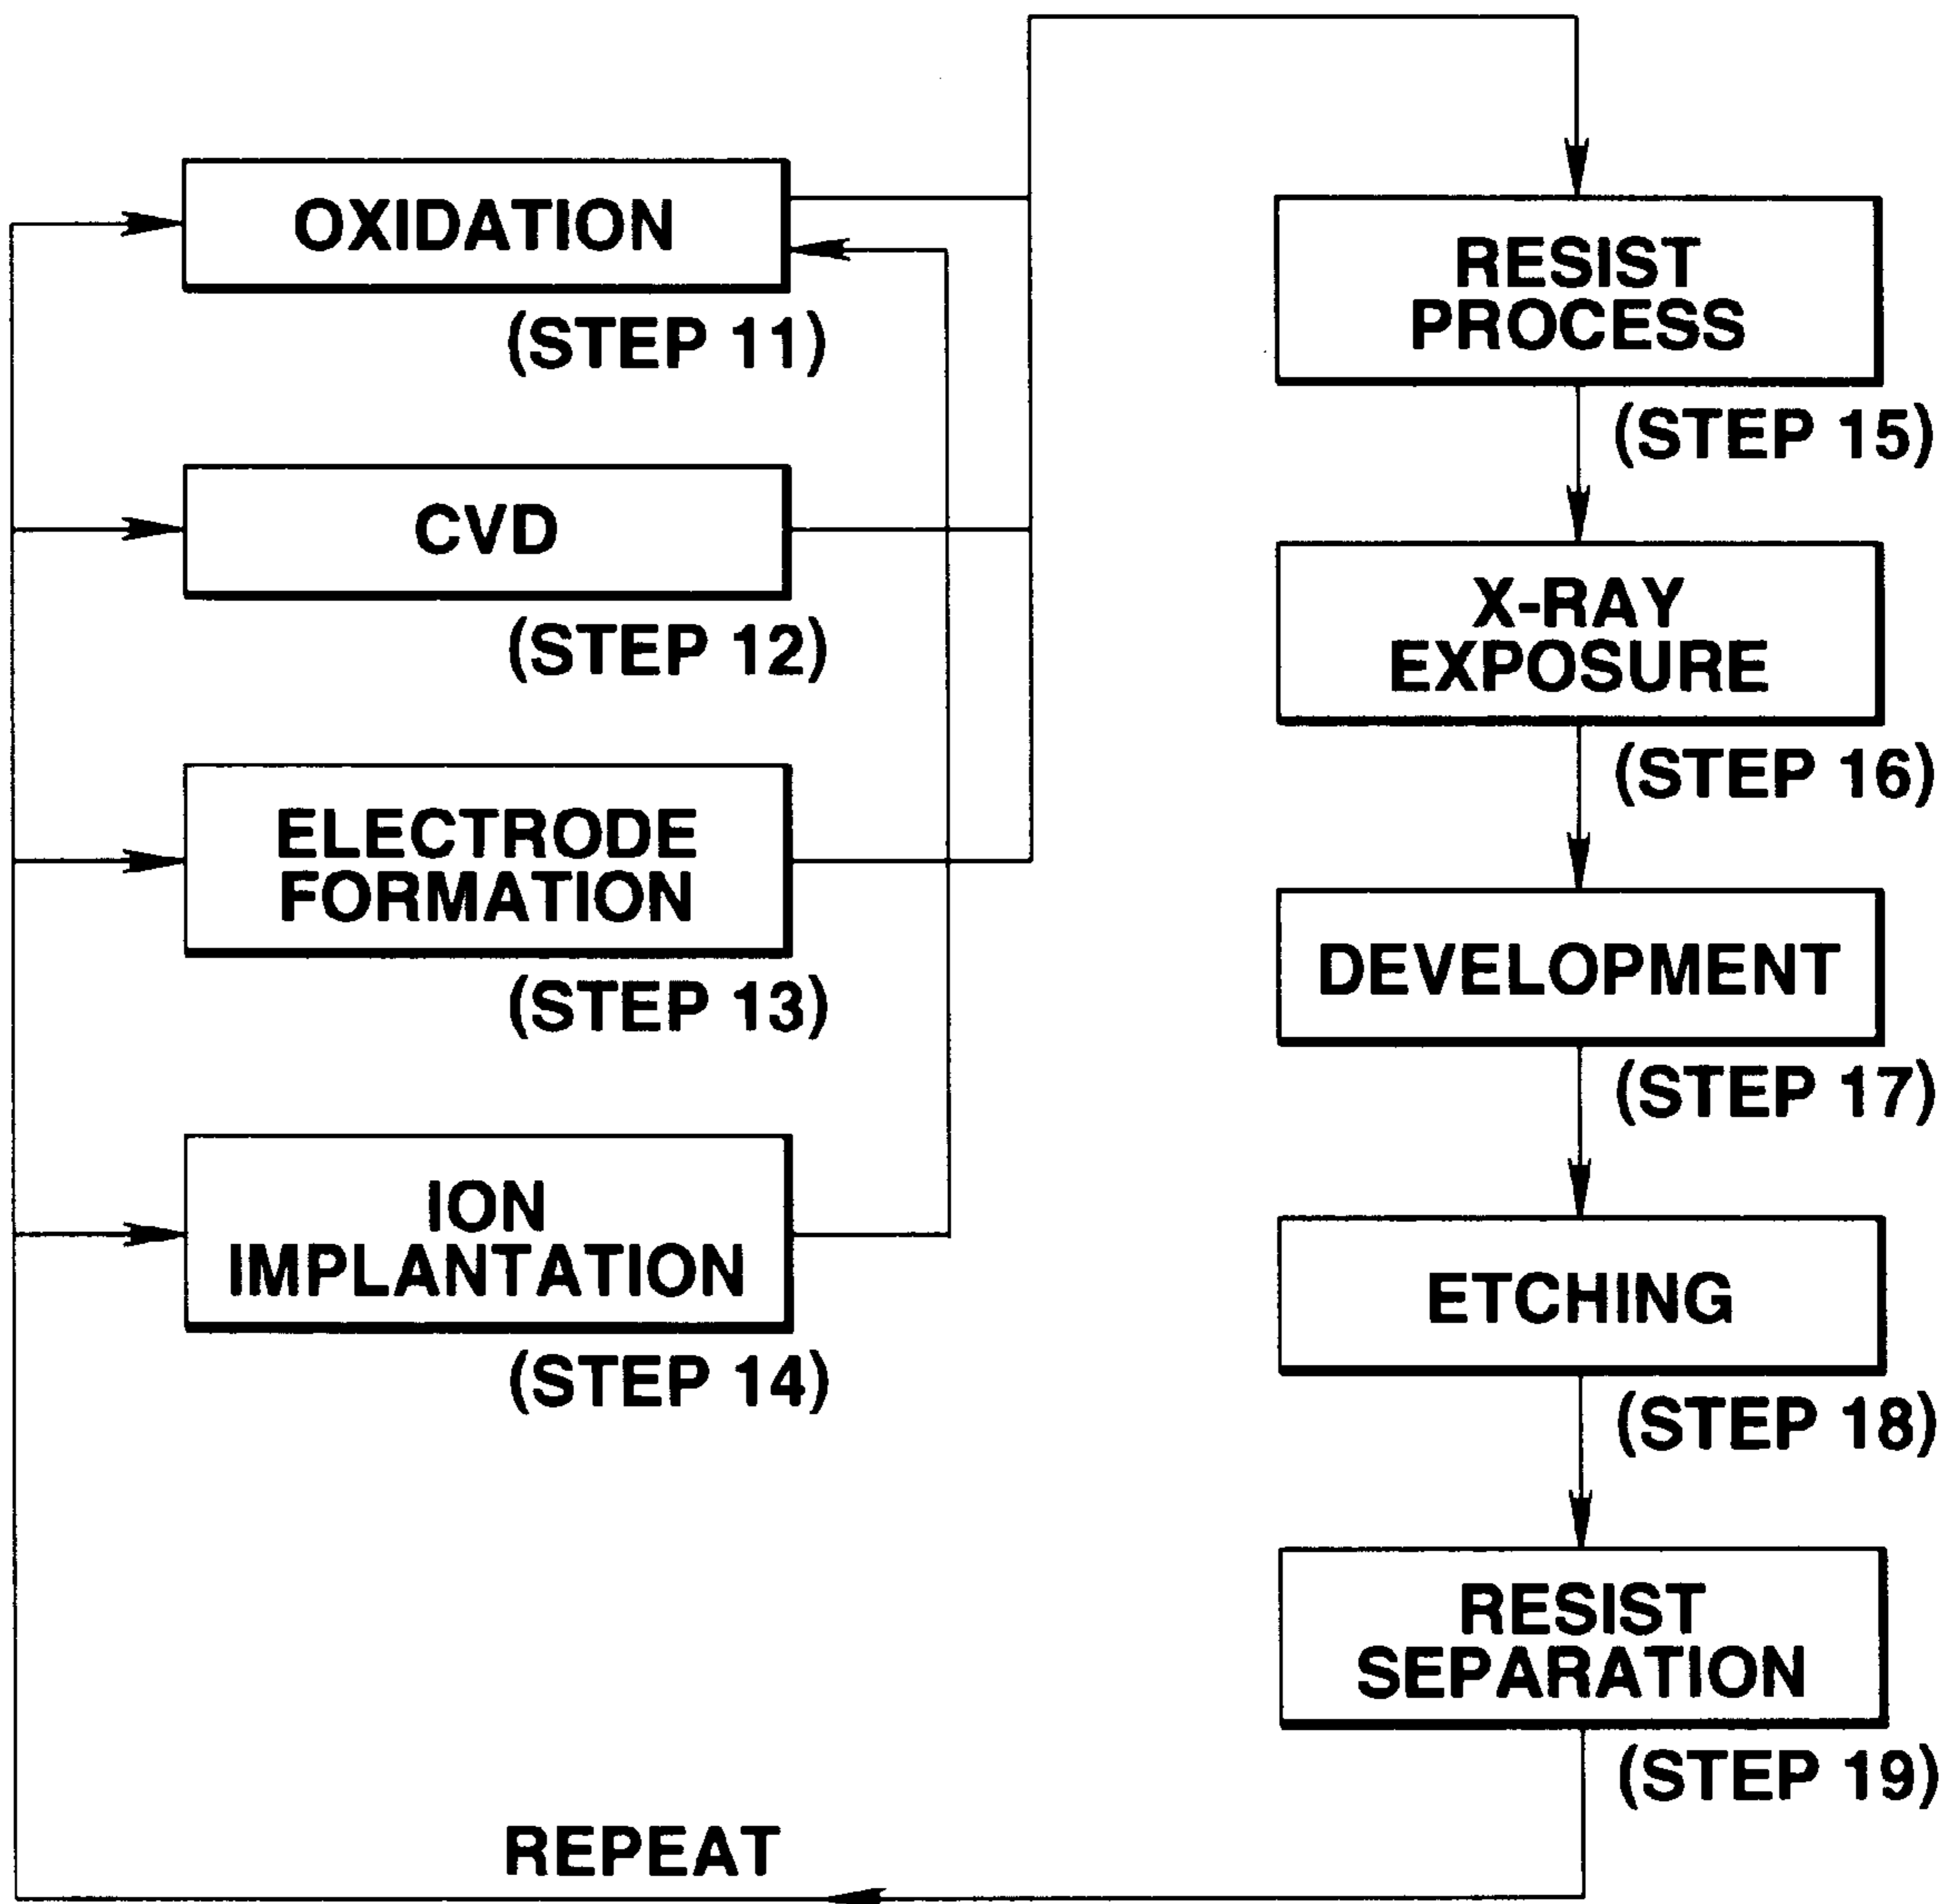 OXIDATION
(STEP 11)
CVD
(STEP 12)
ELECTRODE
FORMATION
(STEP 13)
ION
IMPLANTATION
(STEP 14)
RESIST
PROCESS
(STEP 15)
X-RAY
EXPOSURE
(STEP 16)
DEVELOPMENT
(STEP 17)
ETCHING
(STEP 18)
RESIST
SEPARATION
(STEP 19)
REPEAT